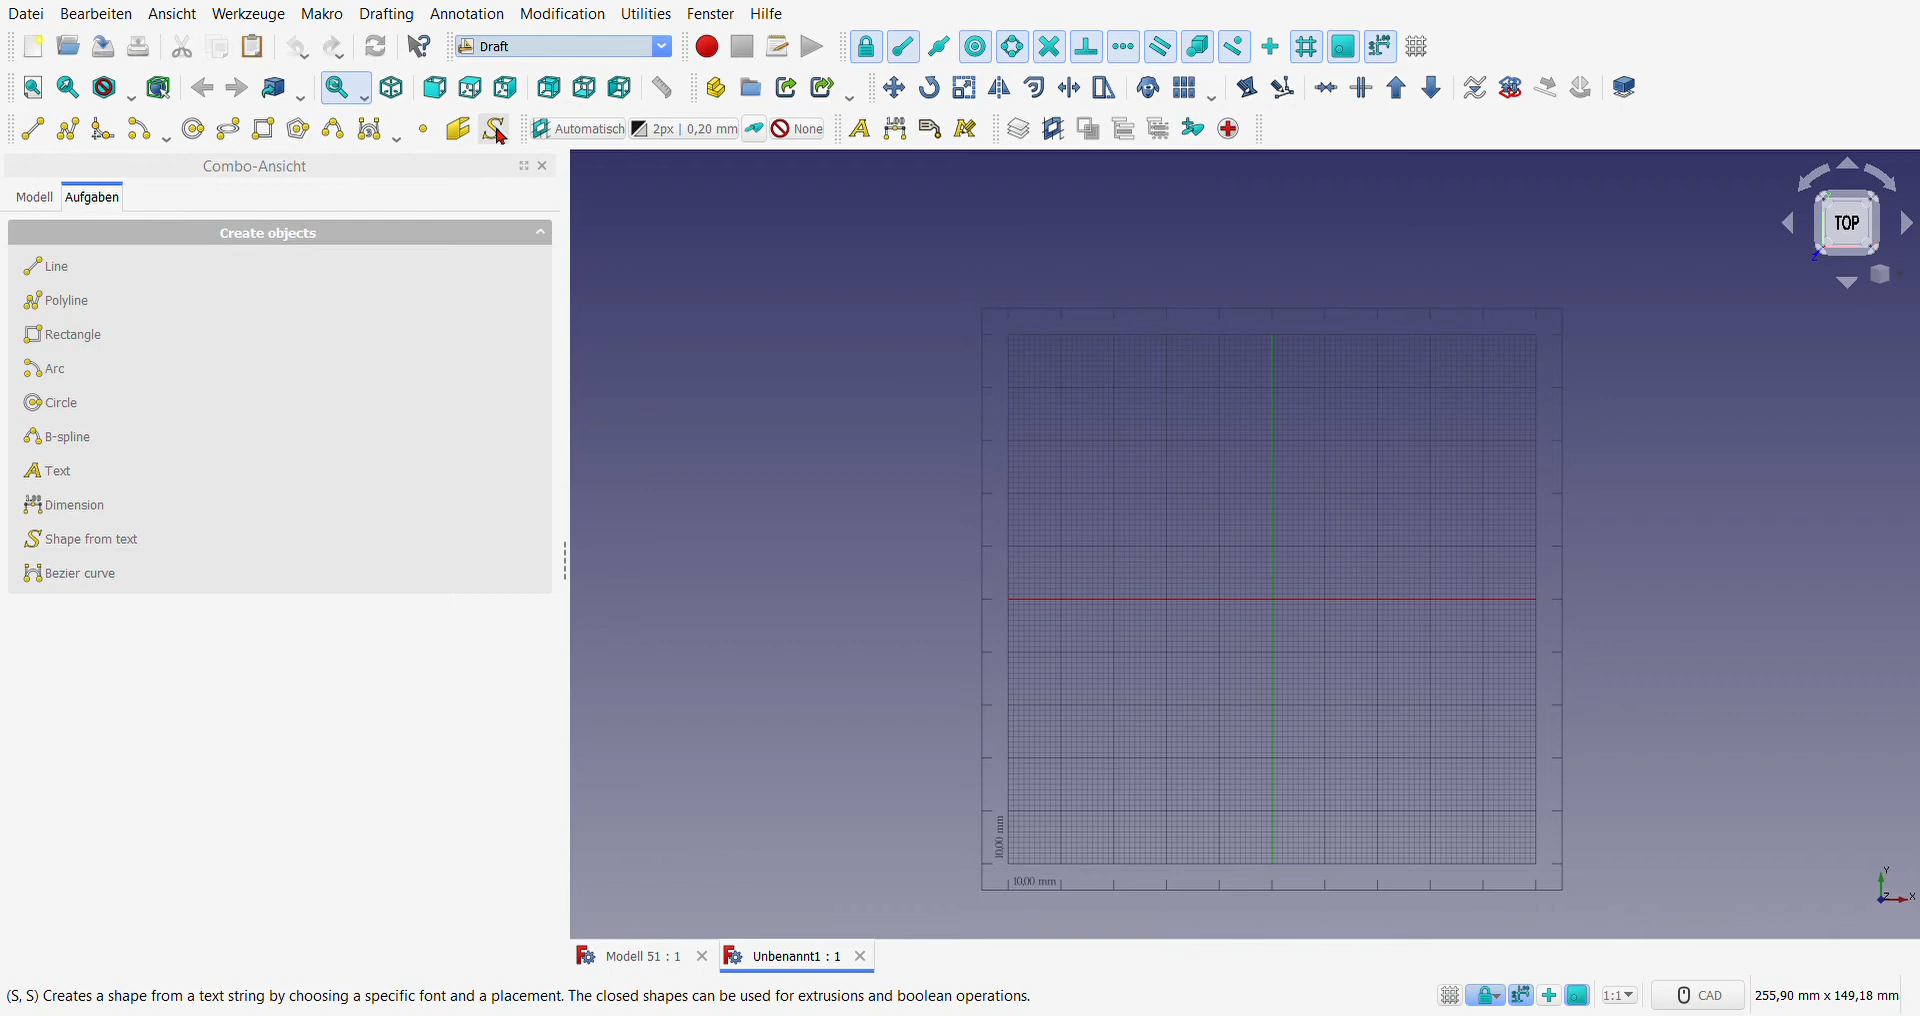 Datei Bearbeiten Ansicht Werkzeuge Makro Drafting Annotation Modification Utilities Fenster Hilfe
Draft
Automatisch 2px | 0,20 mm None
Combo-Ansicht
Modell Aufgaben
Create objects
Line
Polyline
Rectangle
Arc
Circle
B-spline
Text
Dimension
Shape from text
Bezier curve
TOP
Z
10,00 mm
10,00 mm
Y
Z X
Modell 51 : 1 Unbenannt1 : 1
(S, S) Creates a shape from a text string by choosing a specific font and a placement. The closed shapes can be used for extrusions and boolean operations.
1:1 CAD 255,90 mm x 149,18 mm